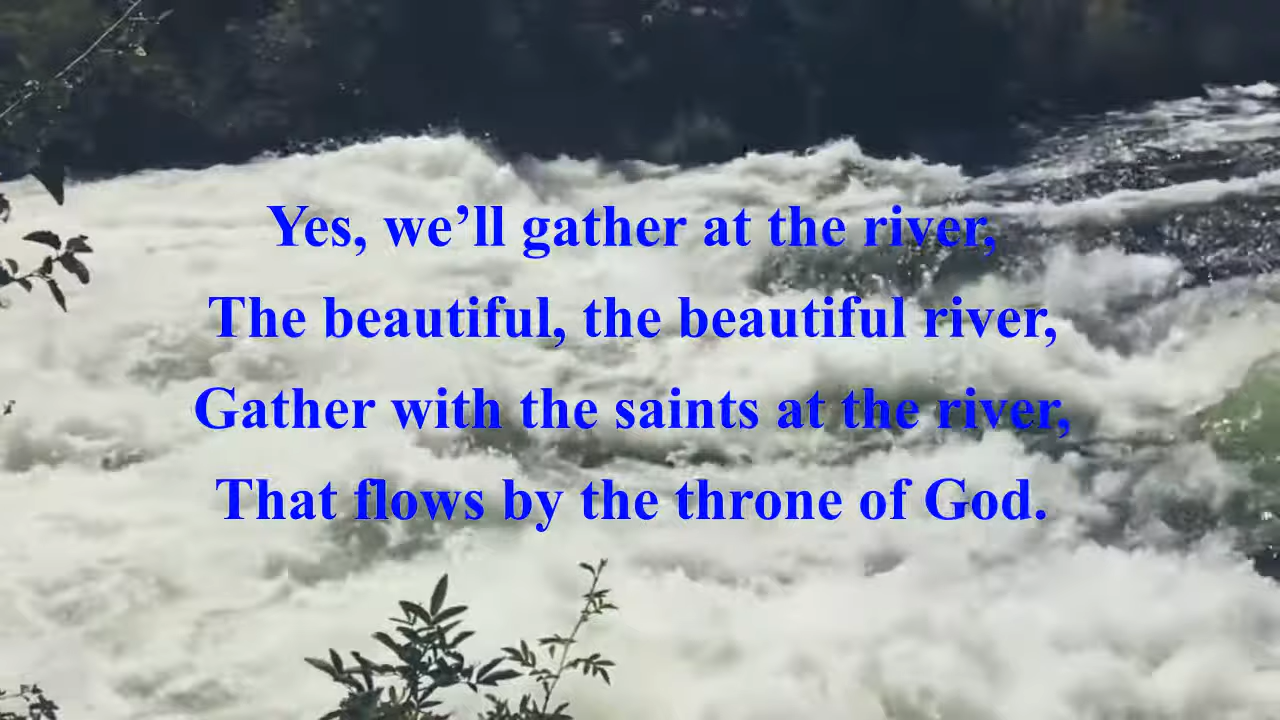 Yes, we’ll gather at the river,
The beautiful, the beautiful river,
Gather with the saints at the river,
That flows by the throne of God.